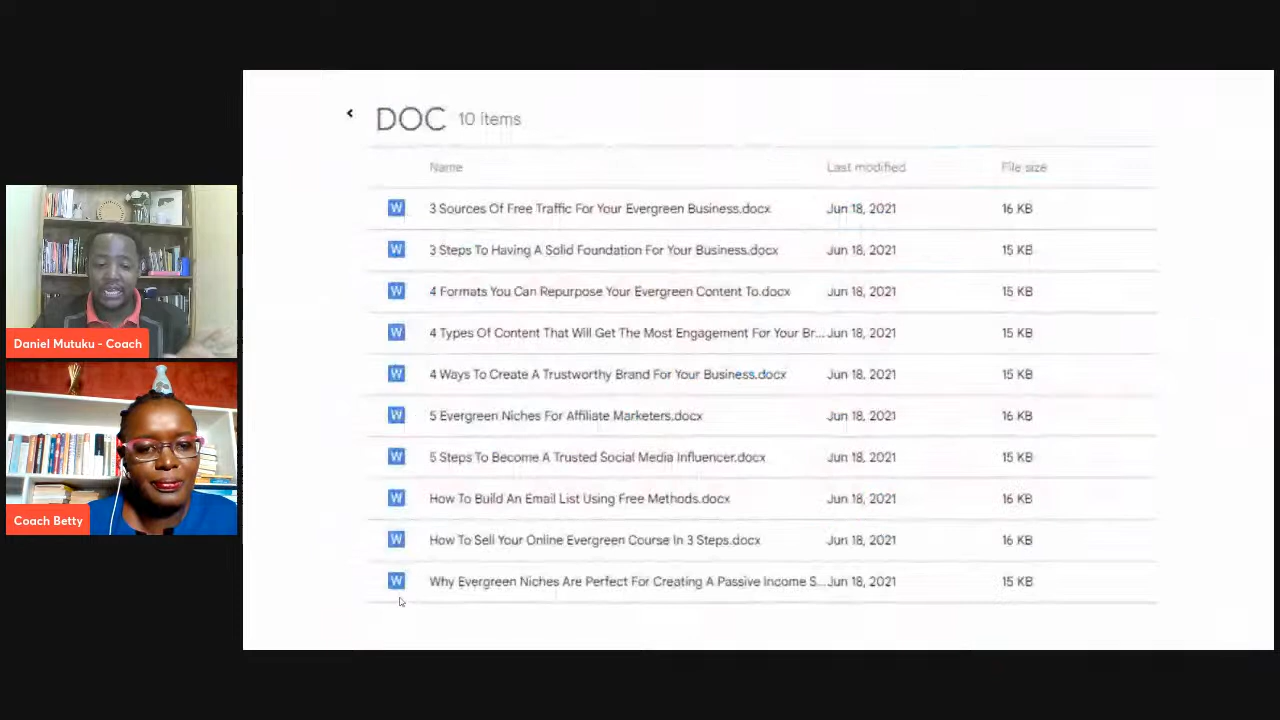 DOC 10 items
Name Last modified File size
W 3 Sources Of Free Traffic For Your Evergreen Business.docx Jun 18, 2021 16 KB
W 3 Steps To Having A Solid Foundation For Your Business.docx Jun 18, 2021 15 KB
W 4 Formats You Can Repurpose Your Evergreen Content To.docx Jun 18, 2021 15 KB
W 4 Types Of Content That Will Get The Most Engagement For Your Br... Jun 18, 2021 15 KB
W 4 Ways To Create A Trustworthy Brand For Your Business.docx Jun 18, 2021 15 KB
W 5 Evergreen Niches For Affiliate Marketers.docx Jun 18, 2021 16 KB
W 5 Steps To Become A Trusted Social Media Influencer.docx Jun 18, 2021 15 KB
W How To Build An Email List Using Free Methods.docx Jun 18, 2021 16 KB
W How To Sell Your Online Evergreen Course In 3 Steps.docx Jun 18, 2021 16 KB
W Why Evergreen Niches Are Perfect For Creating A Passive Income S... Jun 18, 2021 15 KB
Daniel Mutuku - Coach
Coach Betty